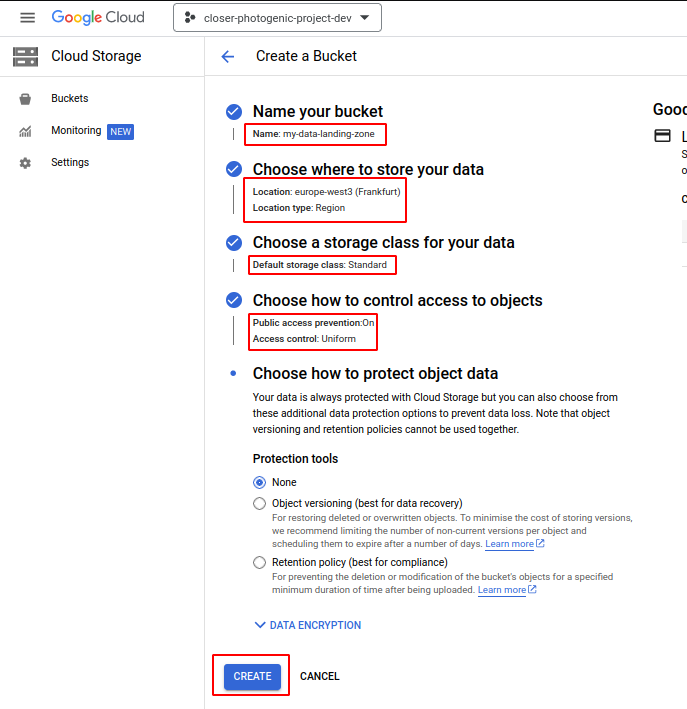 Google Cloud
closer-photogenic-project-dev
Cloud Storage
Create a Bucket
Buckets
Monitoring NEW
Settings
Name your bucket
Name: my-data-landing-zone
Choose where to store your data
Location: europe-west3 (Frankfurt)
Location type: Region
Choose a storage class for your data
Default storage class: Standard
Choose how to control access to objects
Public access prevention:On
Access control: Uniform
Choose how to protect object data
Your data is always protected with Cloud Storage but you can also choose from
these additional data protection options to prevent data loss. Note that object
versioning and retention policies cannot be used together.
Protection tools
None
Object versioning (best for data recovery)
For restoring deleted or overwritten objects. To minimise the cost of storing versions,
we recommend limiting the number of non-current versions per object and
scheduling them to expire after a number of days. Learn more
Retention policy (best for compliance)
For preventing the deletion or modification of the bucket's objects for a specified
minimum duration of time after being uploaded. Learn more
DATA ENCRYPTION
CREATE CANCEL